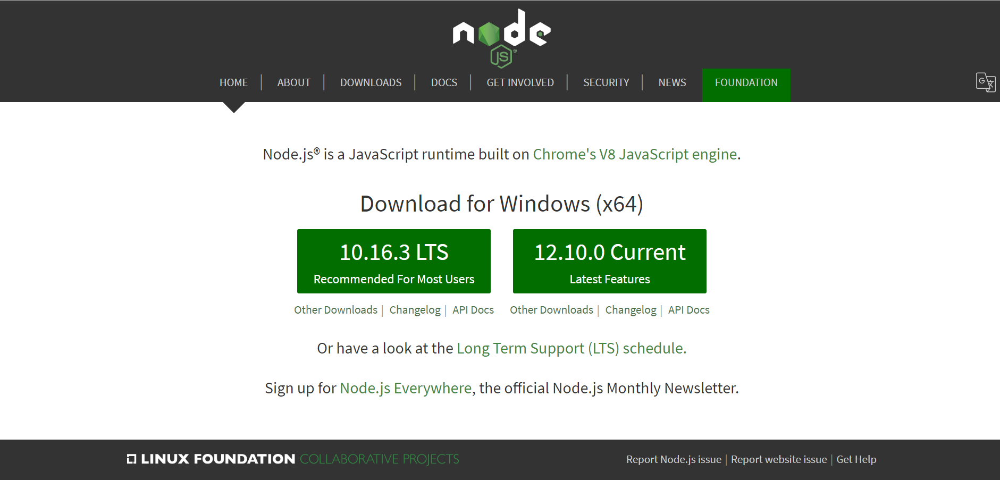 node
JS®
HOME | ABOUT | DOWNLOADS | DOCS | GET INVOLVED | SECURITY | NEWS FOUNDATION
G文
Node.js® is a JavaScript runtime built on Chrome's V8 JavaScript engine.
Download for Windows (x64)
10.16.3 LTS
Recommended For Most Users
12.10.0 Current
Latest Features
Other Downloads | Changelog | API Docs
Other Downloads | Changelog | API Docs
Or have a look at the Long Term Support (LTS) schedule.
Sign up for Node.js Everywhere, the official Node.js Monthly Newsletter.
LINUX FOUNDATION COLLABORATIVE PROJECTS
Report Node.js issue | Report website issue | Get Help